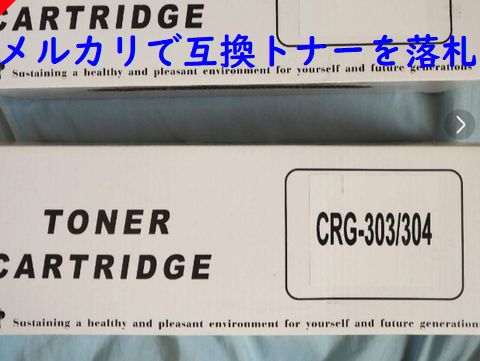 CARTRIDGE
メルカリで互換トナーを落札
Sustaining a healthy and pleasant environment for yourself and future generations
TONER
CARTRIDGE
CRG-303/304
Sustaining a healthy and pleasant environment for yourself and future